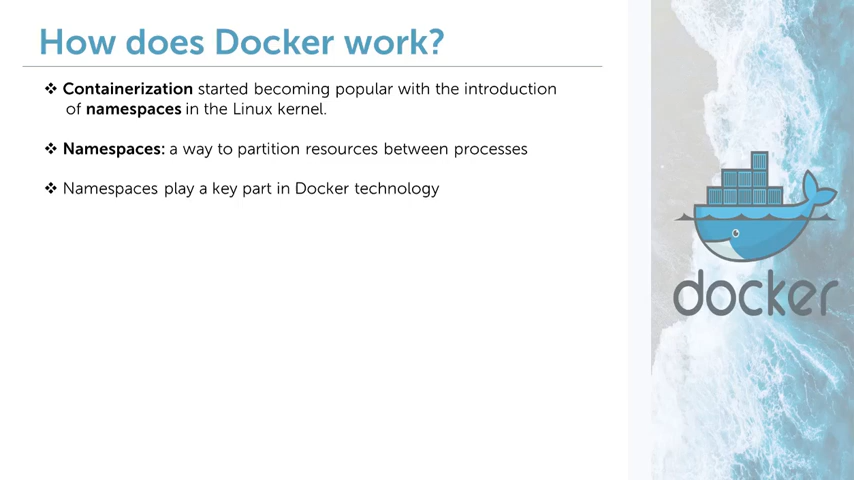 How does Docker work?
❖ Containerization started becoming popular with the introduction
of namespaces in the Linux kernel.
❖ Namespaces: a way to partition resources between processes
❖ Namespaces play a key part in Docker technology
docker